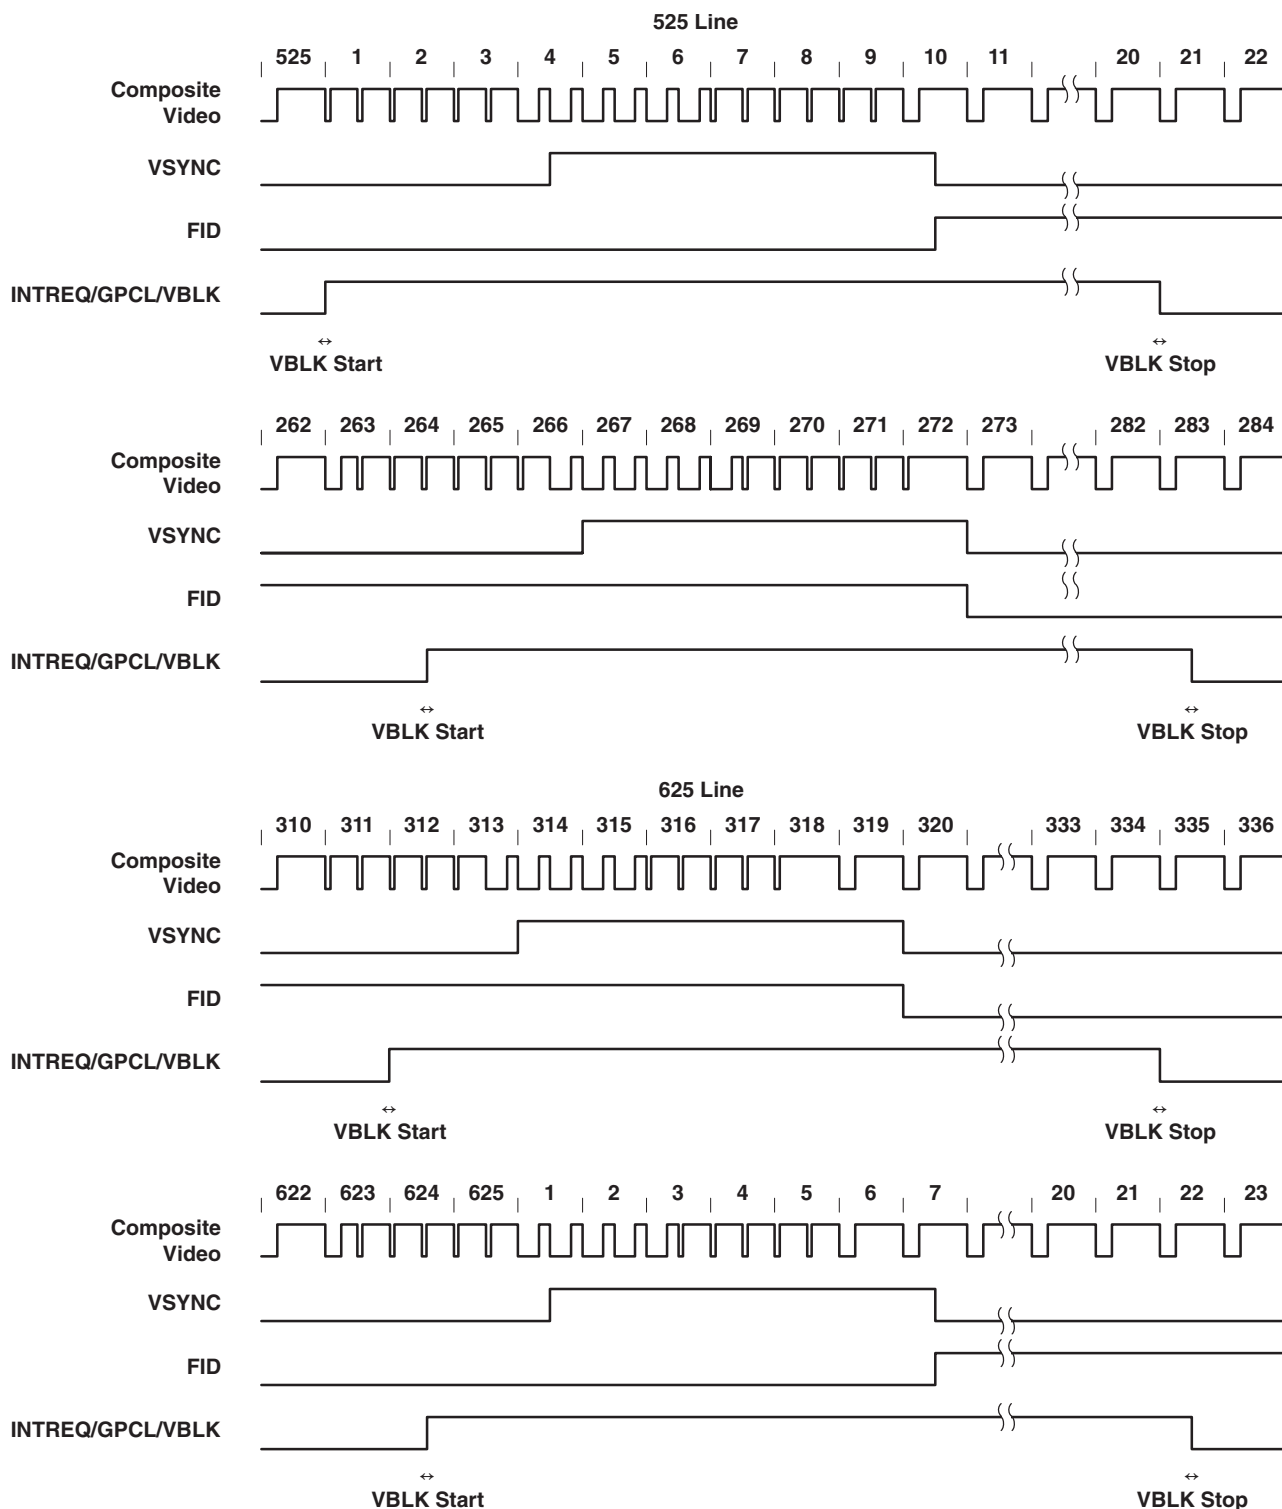 525 Line
525 1 2 3 4 5 6 7 8 9 10 11 20 21 22
Composite
Video
VSYNC
FID
INTREQ/GPCL/VBLK
VBLK Start VBLK Stop
262 263 264 265 266 267 268 269 270 271 272 273 282 283 284
Composite
Video
VSYNC
FID
INTREQ/GPCL/VBLK
VBLK Start VBLK Stop
625 Line
310 311 312 313 314 315 316 317 318 319 320 333 334 335 336
Composite
Video
VSYNC
FID
INTREQ/GPCL/VBLK
VBLK Start VBLK Stop
622 623 624 625 1 2 3 4 5 6 7 20 21 22 23
Composite
Video
VSYNC
FID
INTREQ/GPCL/VBLK
VBLK Start VBLK Stop